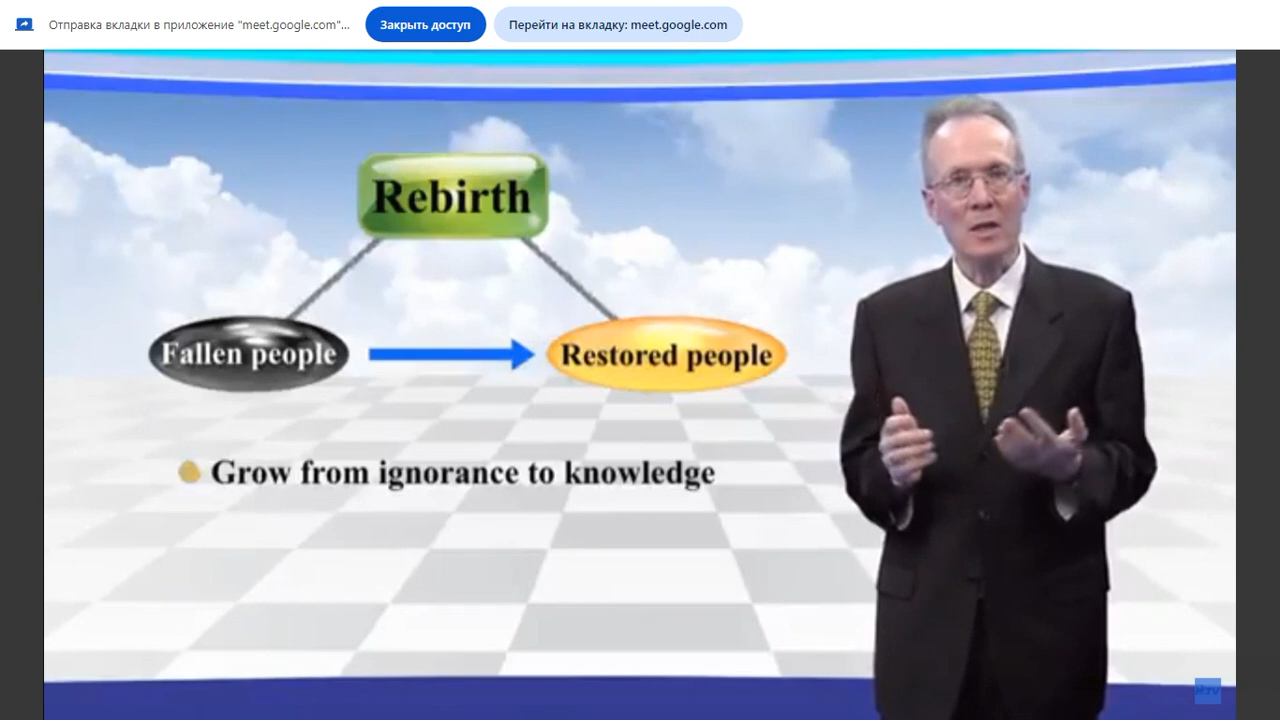 Отправка вкладки в приложение "meet.google.com"...
Закрыть доступ
Перейти на вкладку: meet.google.com
Rebirth
Fallen people
Restored people
Grow from ignorance to knowledge